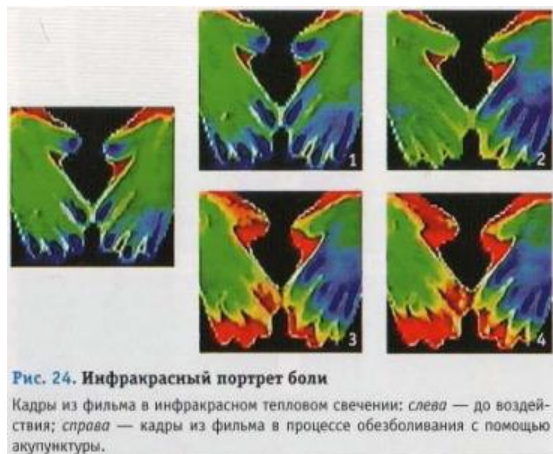 1
2
3
4
Рис. 24. Инфракрасный портрет боли
Кадры из фильма в инфракрасном тепловом свечении: слева — до воздей-
ствия; справа — кадры из фильма в процессе обезболивания с помощью
акупунктуры.